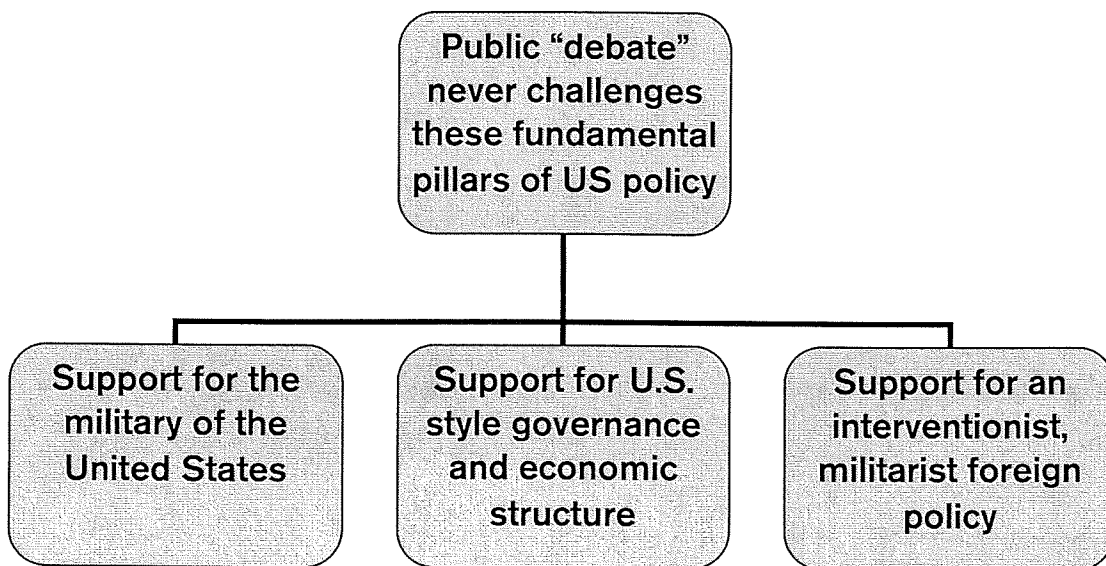 Public “debate”
never challenges
these fundamental
pillars of US policy
Support for the
military of the
United States
Support for U.S.
style governance
and economic
structure
Support for an
interventionist,
militarist foreign
policy